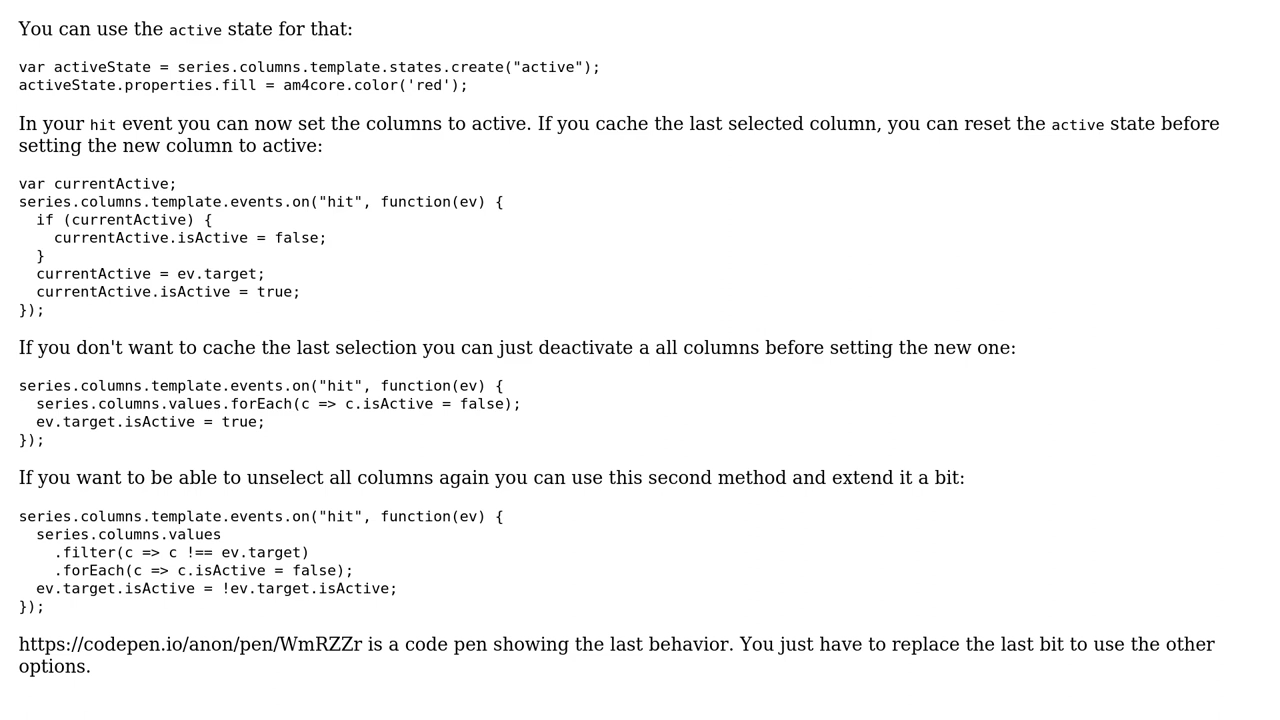 You can use the active state for that:
var activeState = series.columns.template.states.create("active");
activeState.properties.fill = am4core.color('red');
In your hit event you can now set the columns to active. If you cache the last selected column, you can reset the active state before
setting the new column to active:
var currentActive;
series.columns.template.events.on("hit", function(ev) {
  if (currentActive) {
    currentActive.isActive = false;
  }
  currentActive = ev.target;
  currentActive.isActive = true;
});
If you don't want to cache the last selection you can just deactivate a all columns before setting the new one:
series.columns.template.events.on("hit", function(ev) {
  series.columns.values.forEach(c => c.isActive = false);
  ev.target.isActive = true;
});
If you want to be able to unselect all columns again you can use this second method and extend it a bit:
series.columns.template.events.on("hit", function(ev) {
  series.columns.values
    .filter(c => c !== ev.target)
    .forEach(c => c.isActive = false);
  ev.target.isActive = !ev.target.isActive;
});
https://codepen.io/anon/pen/WmRZZr is a code pen showing the last behavior. You just have to replace the last bit to use the other
options.